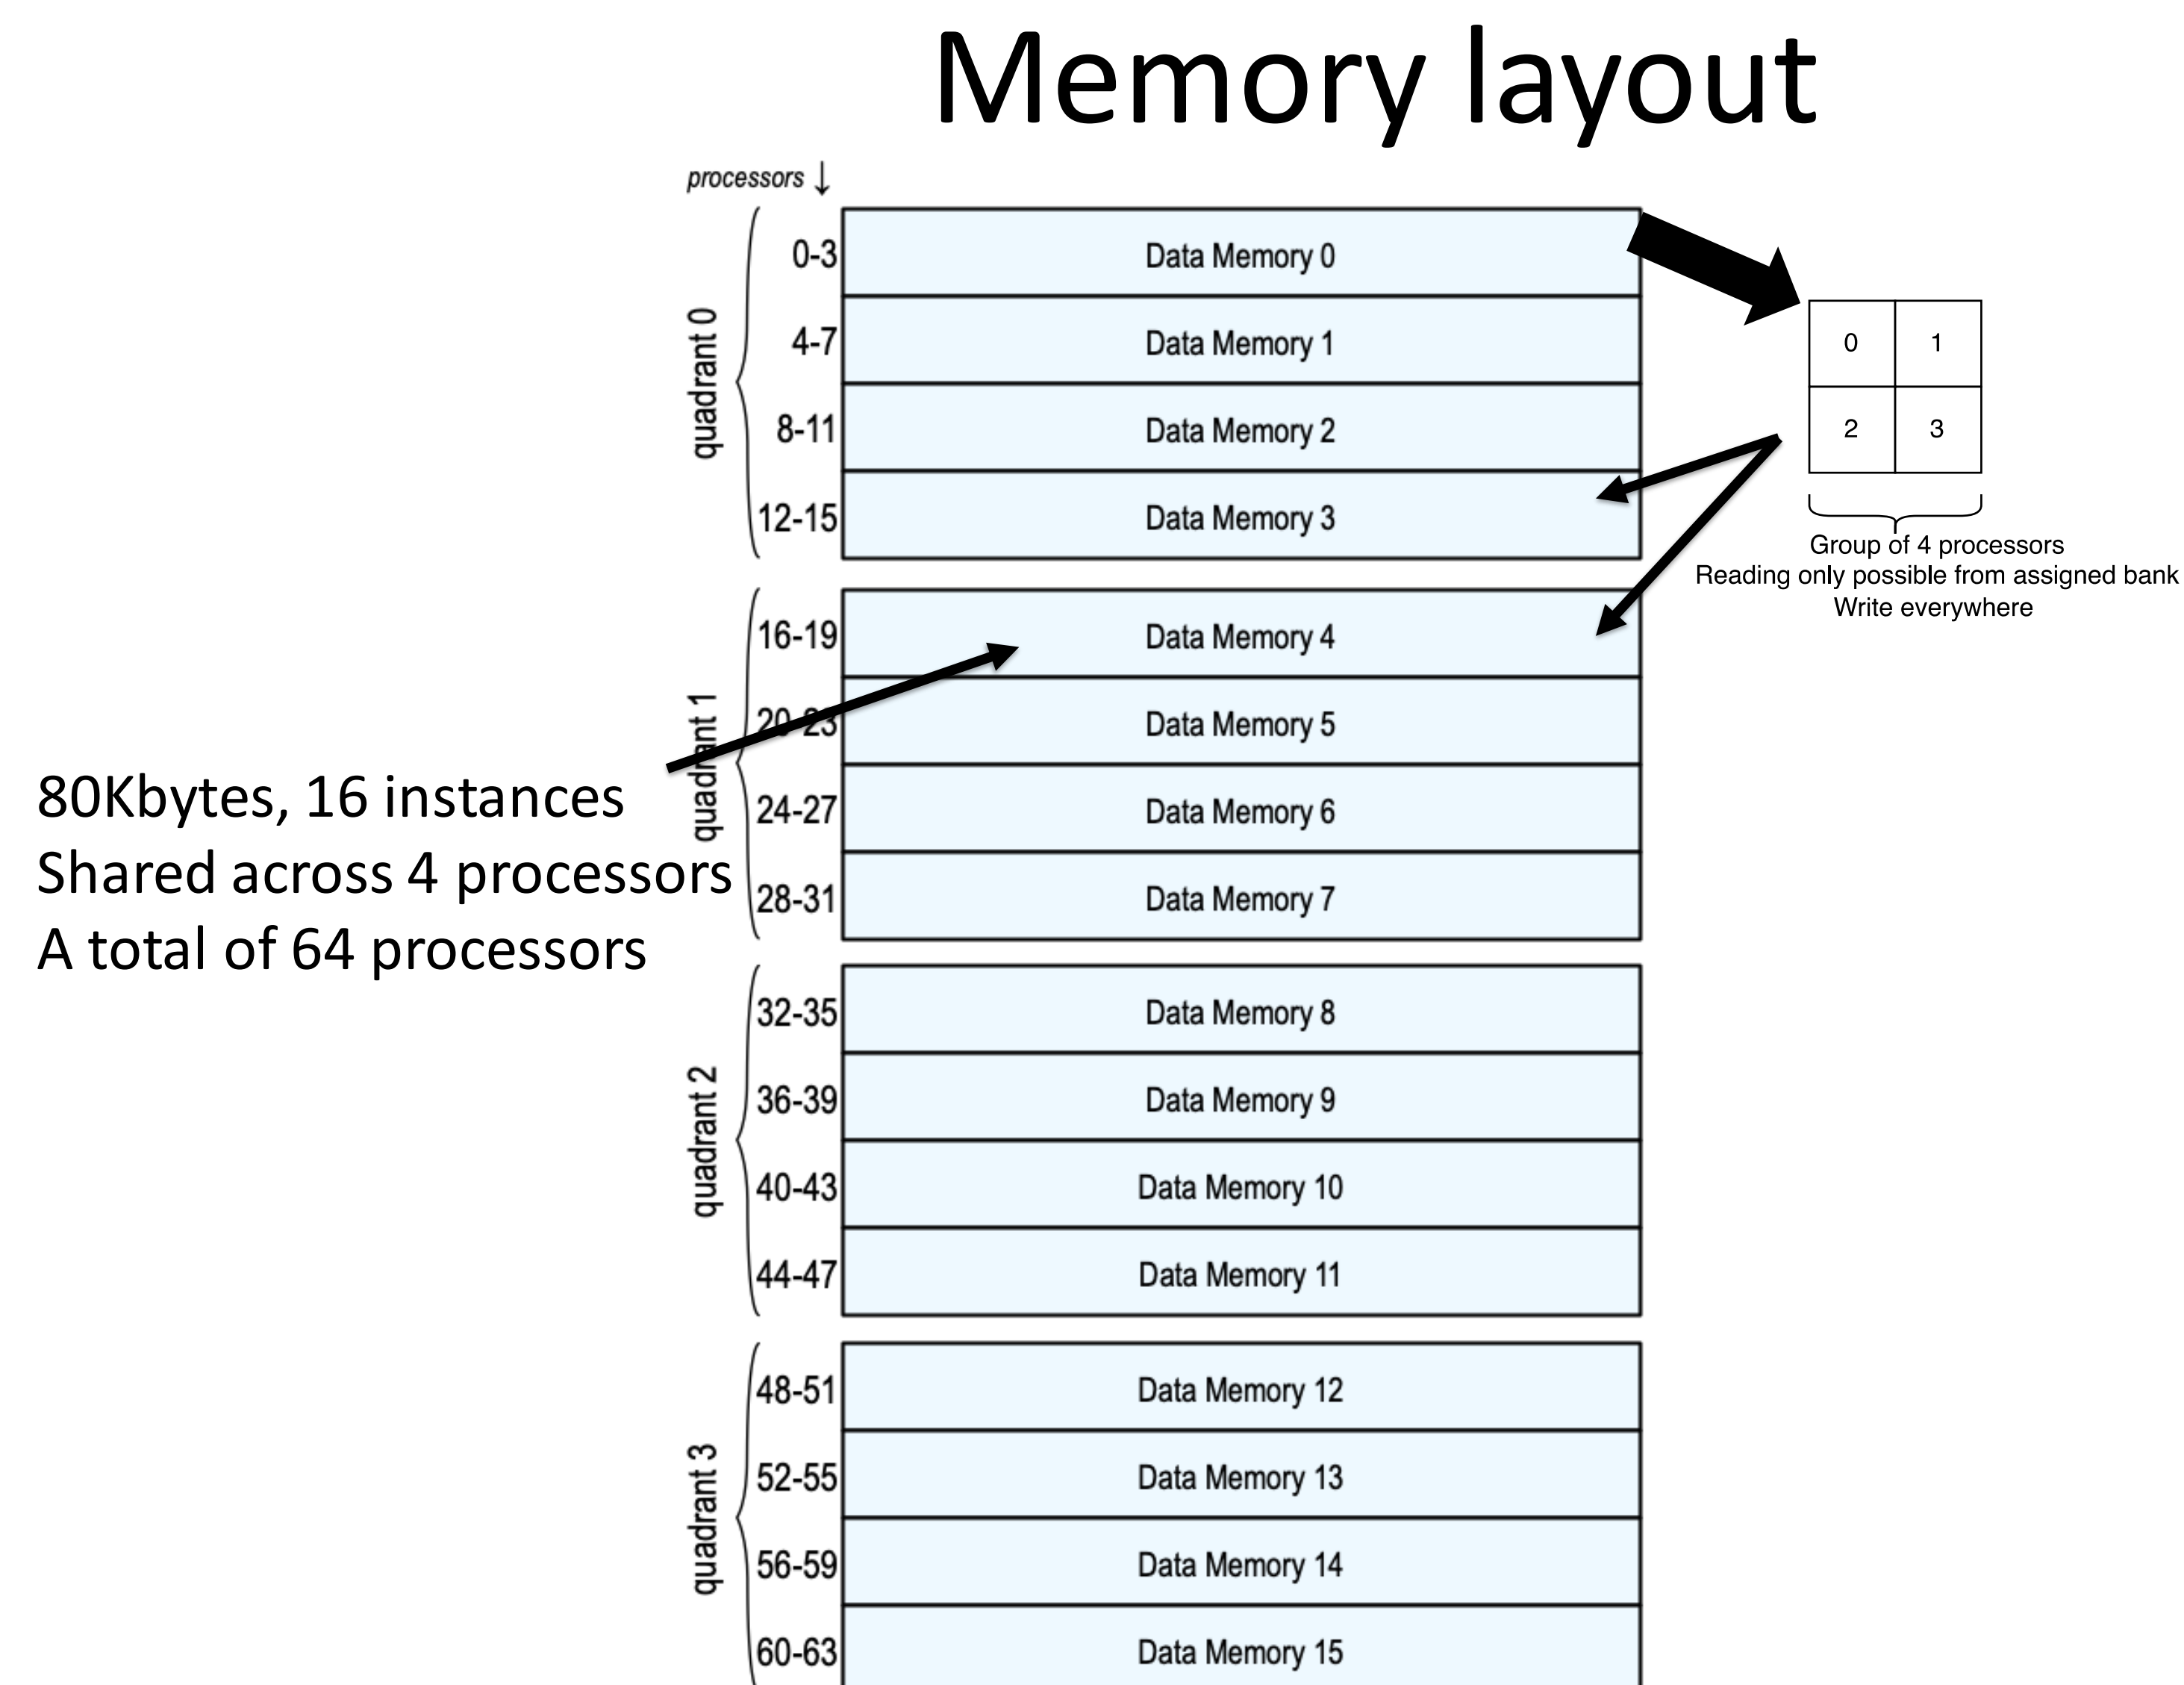 Memory layout
processors ↓
quadrant 0
0-3 Data Memory 0
4-7 Data Memory 1
8-11 Data Memory 2
12-15 Data Memory 3
0 1
2 3
Group of 4 processors
Reading only possible from assigned bank
Write everywhere
quadrant 1
16-19 Data Memory 4
20-23 Data Memory 5
24-27 Data Memory 6
28-31 Data Memory 7
80Kbytes, 16 instances
Shared across 4 processors
A total of 64 processors
quadrant 2
32-35 Data Memory 8
36-39 Data Memory 9
40-43 Data Memory 10
44-47 Data Memory 11
quadrant 3
48-51 Data Memory 12
52-55 Data Memory 13
56-59 Data Memory 14
60-63 Data Memory 15